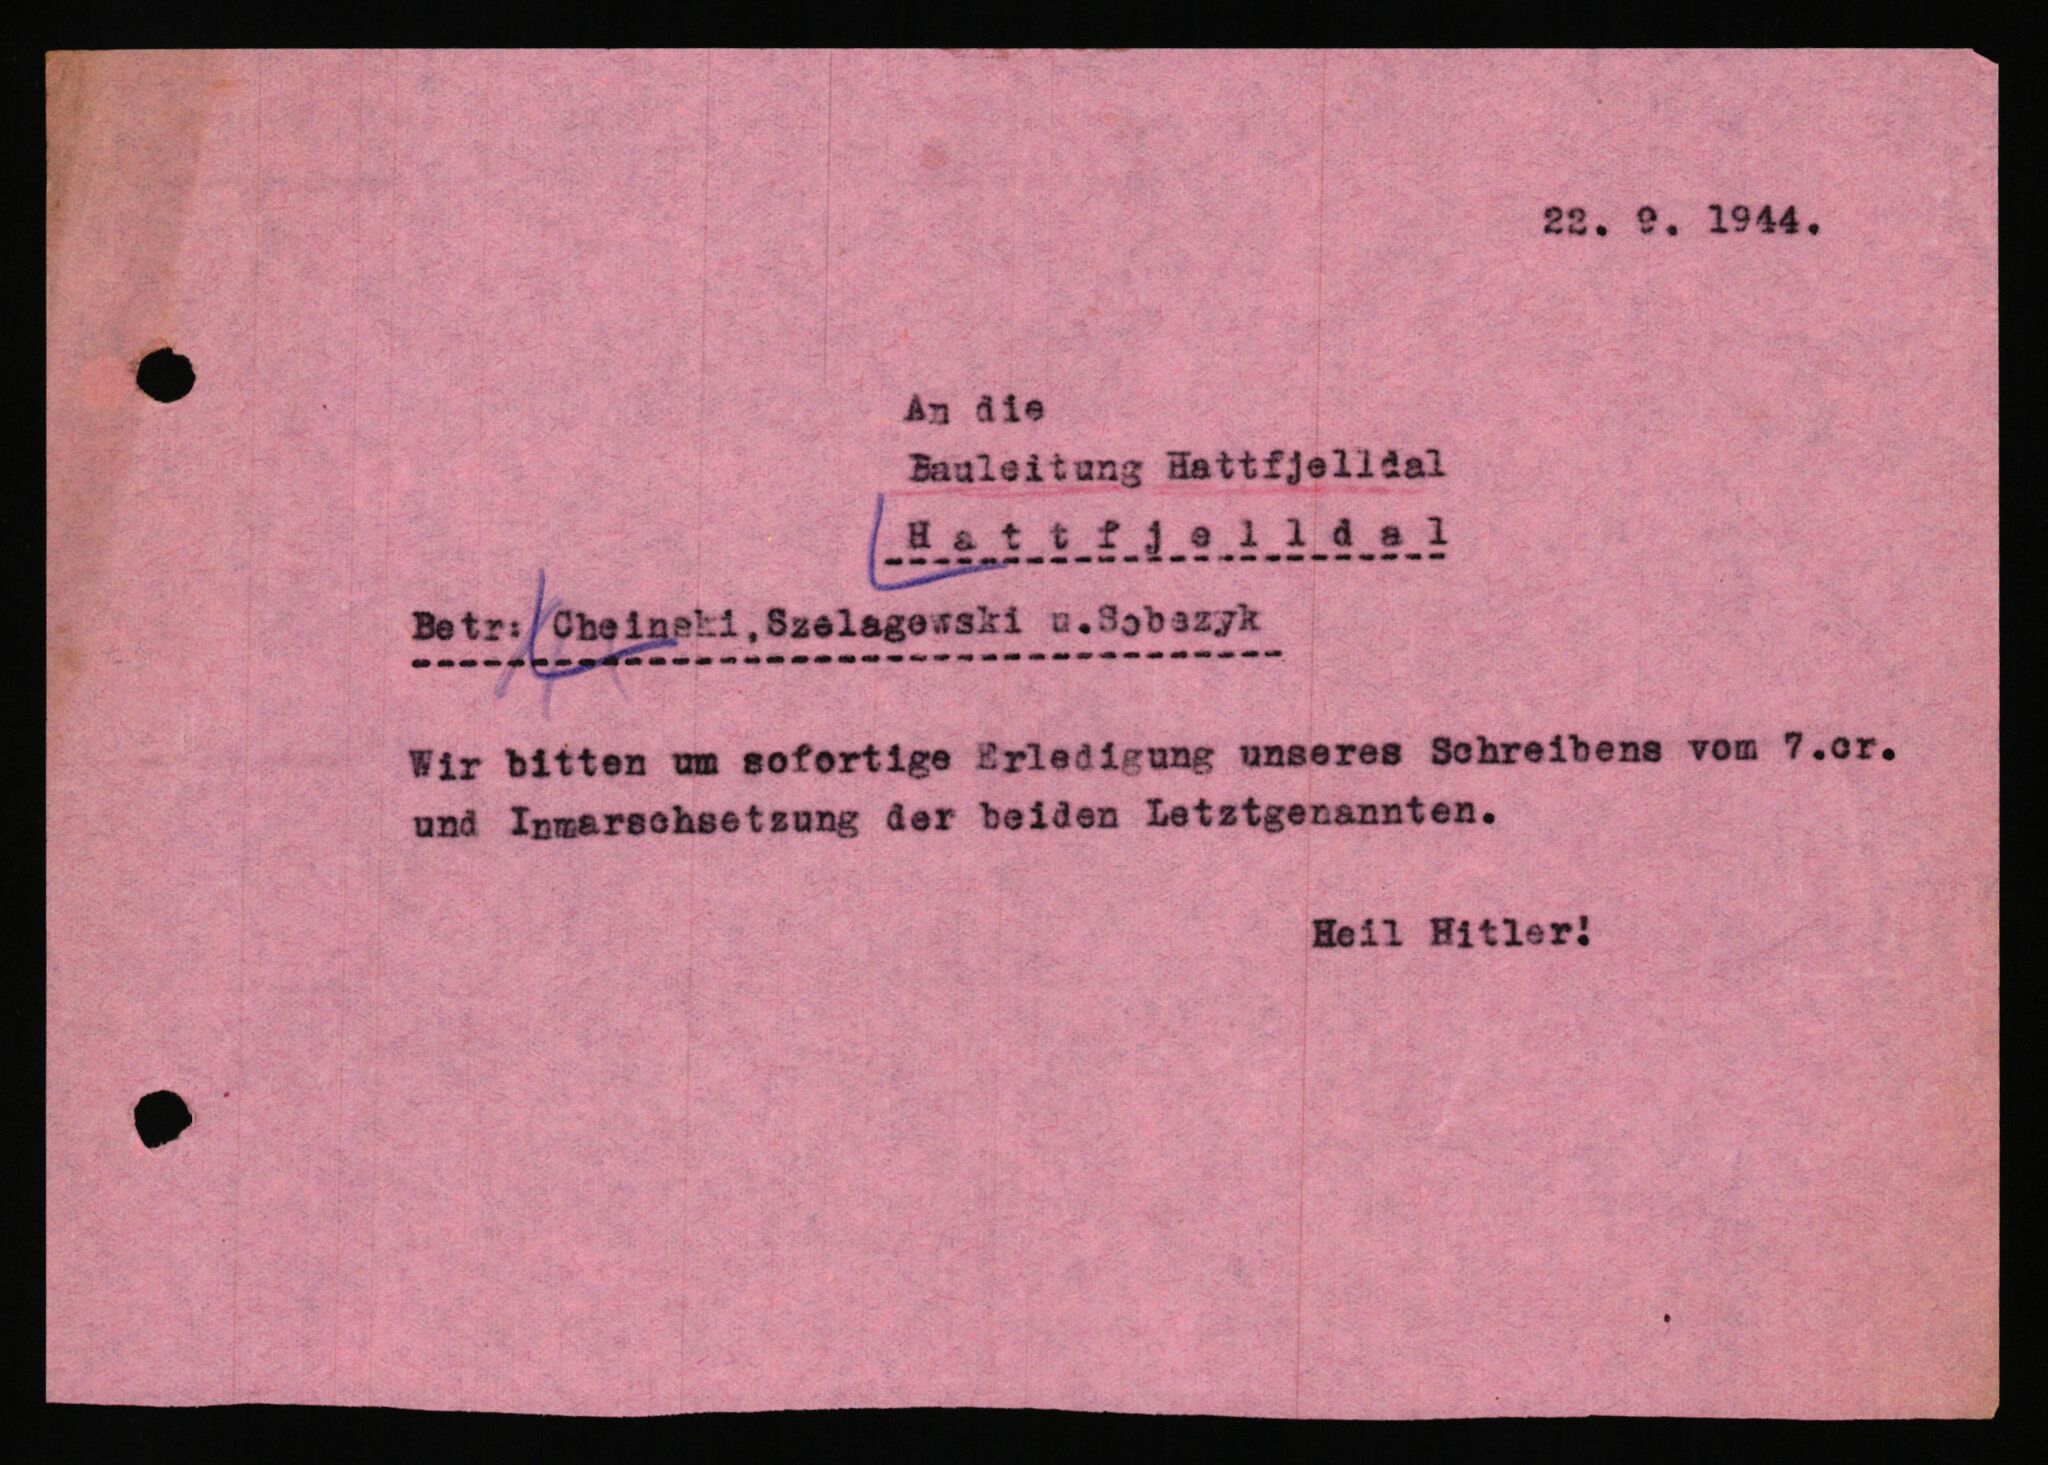 22. 9. 1944.
An die
Bauleitung Hattfjelldal
H a t t f j e l l d a l
Betr: Cheinski, Szelagowski u. Sobezyk
Wir bitten um sofortige Erledigung unseres Schreibens vom 7.cr.
und Inmarschsetzung der beiden Letztgenannten.
Heil Hitler!